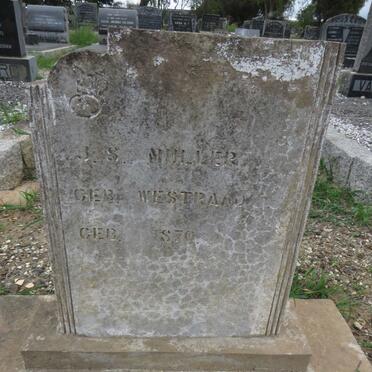 J. S. MULLER
GEB. WESTRAAD
GEB. 1870